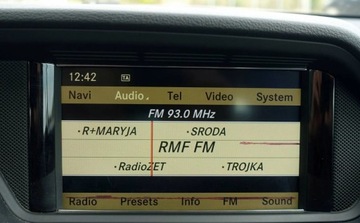 12:42 TA
Navi Audio Tel Video System
FM 93.0 MHz
·R+MARYJA ·SRODA
RMF FM
·RadioZET ·TROJKA
Radio Presets Info FM Sound